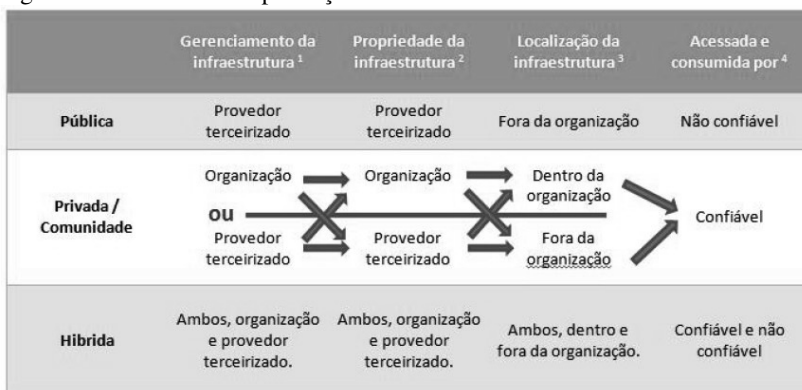 Gerenciamento da infraestrutura ¹
Propriedade da infraestrutura ²
Localização da infraestrutura ³
Acessada e consumida por ⁴
Pública
Provedor terceirizado
Provedor terceirizado
Fora da organização
Não confiável
Privada / Comunidade
Organização
Organização
Dentro da organização
ou
Provedor terceirizado
Provedor terceirizado
Fora da organização
Confiável
Hibrida
Ambos, organização e provedor terceirizado.
Ambos, organização e provedor terceirizado.
Ambos, dentro e fora da organização.
Confiável e não confiável